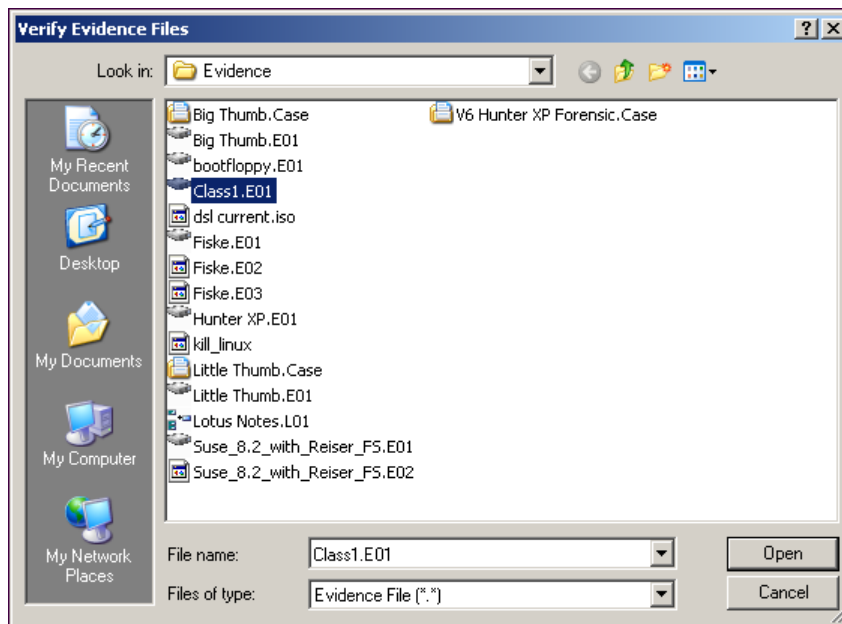 Verify Evidence Files
Look in:
Evidence
My Recent
Documents
Desktop
My Documents
My Computer
My Network
Places
Big Thumb.Case
Big Thumb.E01
bootfloppy.E01
Class1.E01
dsl current.iso
Fiske.E01
Fiske.E02
Fiske.E03
Hunter XP.E01
kill_linux
Little Thumb.Case
Little Thumb.E01
Lotus Notes.L01
Suse_8.2_with_Reiser_FS.E01
Suse_8.2_with_Reiser_FS.E02
V6 Hunter XP Forensic.Case
File name:
Class1.E01
Open
Files of type:
Evidence File (*.*)
Cancel